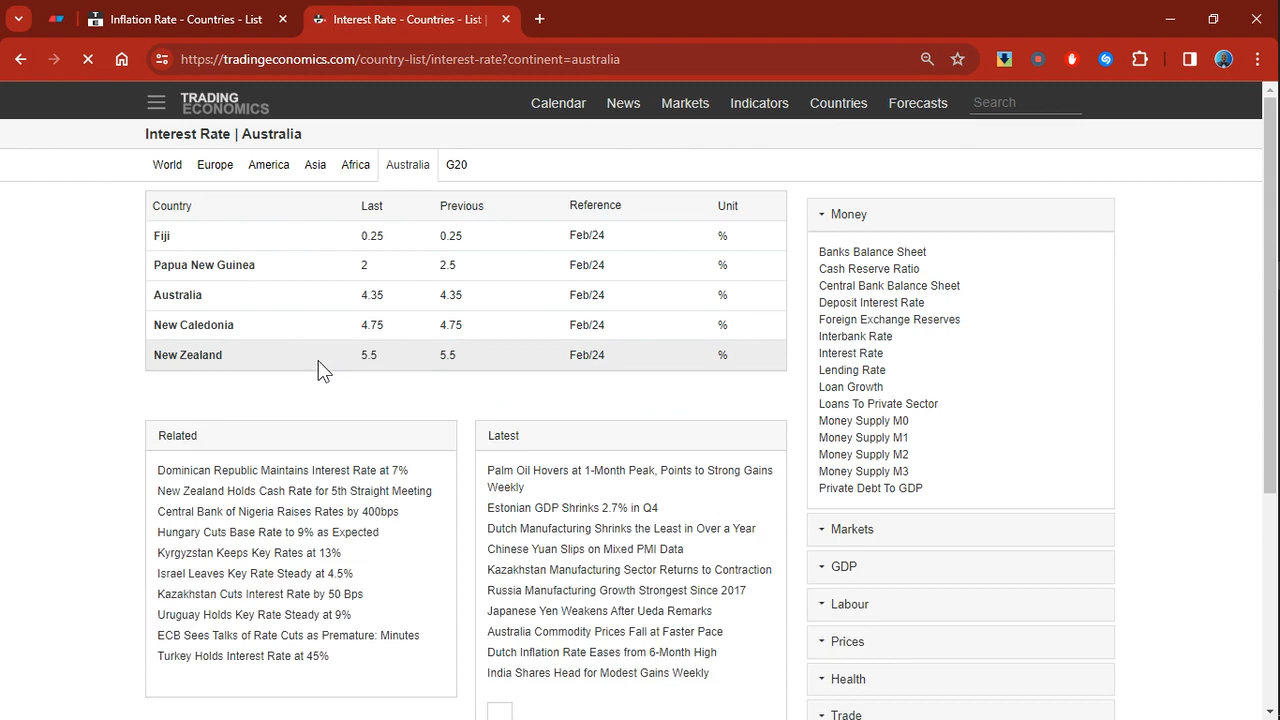 Inflation Rate - Countries - List
Interest Rate - Countries - List
https://tradingeconomics.com/country-list/interest-rate?continent=australia
TRADING
ECONOMICS
Calendar News Markets Indicators Countries Forecasts Search
Interest Rate | Australia
World Europe America Asia Africa Australia G20
Country Last Previous Reference Unit
Fiji 0.25 0.25 Feb/24 %
Papua New Guinea 2 2.5 Feb/24 %
Australia 4.35 4.35 Feb/24 %
New Caledonia 4.75 4.75 Feb/24 %
New Zealand 5.5 5.5 Feb/24 %
Related
Dominican Republic Maintains Interest Rate at 7%
New Zealand Holds Cash Rate for 5th Straight Meeting
Central Bank of Nigeria Raises Rates by 400bps
Hungary Cuts Base Rate to 9% as Expected
Kyrgyzstan Keeps Key Rates at 13%
Israel Leaves Key Rate Steady at 4.5%
Kazakhstan Cuts Interest Rate by 50 Bps
Uruguay Holds Key Rate Steady at 9%
ECB Sees Talks of Rate Cuts as Premature: Minutes
Turkey Holds Interest Rate at 45%
Latest
Palm Oil Hovers at 1-Month Peak, Points to Strong Gains
Weekly
Estonian GDP Shrinks 2.7% in Q4
Dutch Manufacturing Shrinks the Least in Over a Year
Chinese Yuan Slips on Mixed PMI Data
Kazakhstan Manufacturing Sector Returns to Contraction
Russia Manufacturing Growth Strongest Since 2017
Japanese Yen Weakens After Ueda Remarks
Australia Commodity Prices Fall at Faster Pace
Dutch Inflation Rate Eases from 6-Month High
India Shares Head for Modest Gains Weekly
Money
Banks Balance Sheet
Cash Reserve Ratio
Central Bank Balance Sheet
Deposit Interest Rate
Foreign Exchange Reserves
Interbank Rate
Interest Rate
Lending Rate
Loan Growth
Loans To Private Sector
Money Supply M0
Money Supply M1
Money Supply M2
Money Supply M3
Private Debt To GDP
Markets
GDP
Labour
Prices
Health
Trade